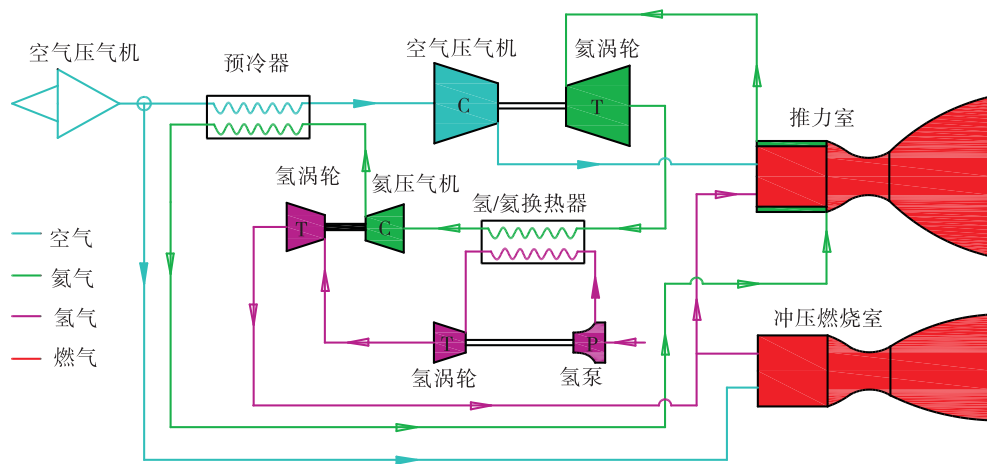 空气压气机
预冷器
空气压气机
氦涡轮
C
T
推力室
氢涡轮
氦压气机
氢/氦换热器
T
C
空气
氦气
氢气
燃气
T
P
氢涡轮
氢泵
冲压燃烧室